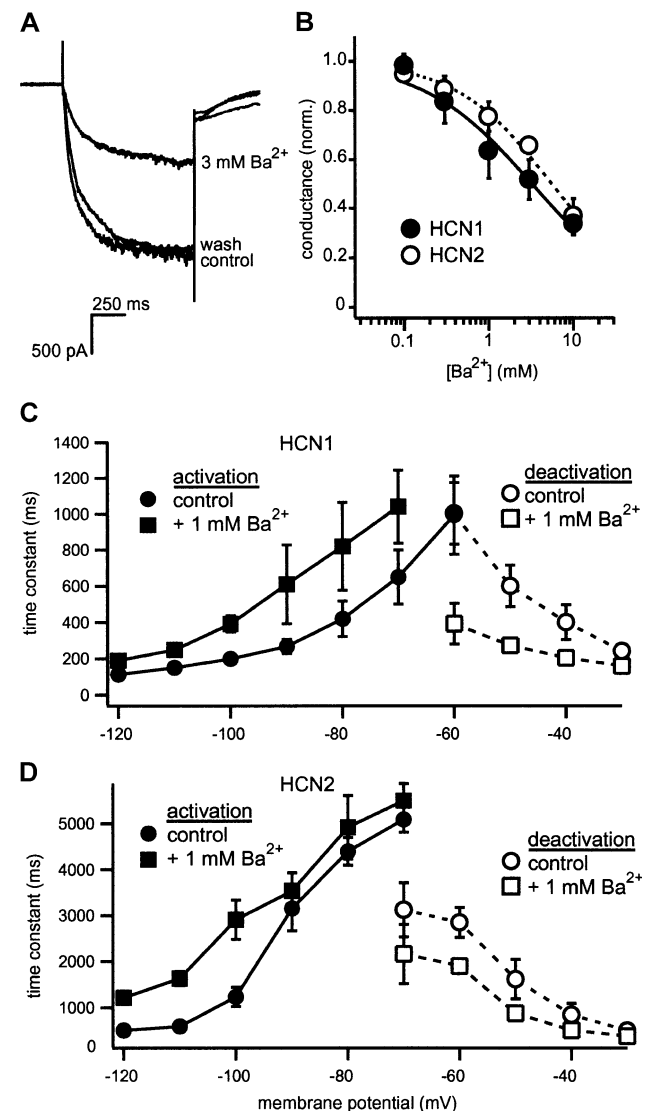 A
3 mM Ba2+
wash
control
250 ms
500 pA
B
conductance (norm.)
1.0
0.8
0.6
0.4
0.2
0
HCN1
HCN2
0.1 1 10
[Ba2+] (mM)
C
HCN1
time constant (ms)
1400
1200
1000
800
600
400
200
0
activation
control
+ 1 mM Ba2+
deactivation
control
+ 1 mM Ba2+
-120 -100 -80 -60 -40
D
HCN2
time constant (ms)
5000
4000
3000
2000
1000
0
activation
control
+ 1 mM Ba2+
deactivation
control
+ 1 mM Ba2+
-120 -100 -80 -60 -40
membrane potential (mV)